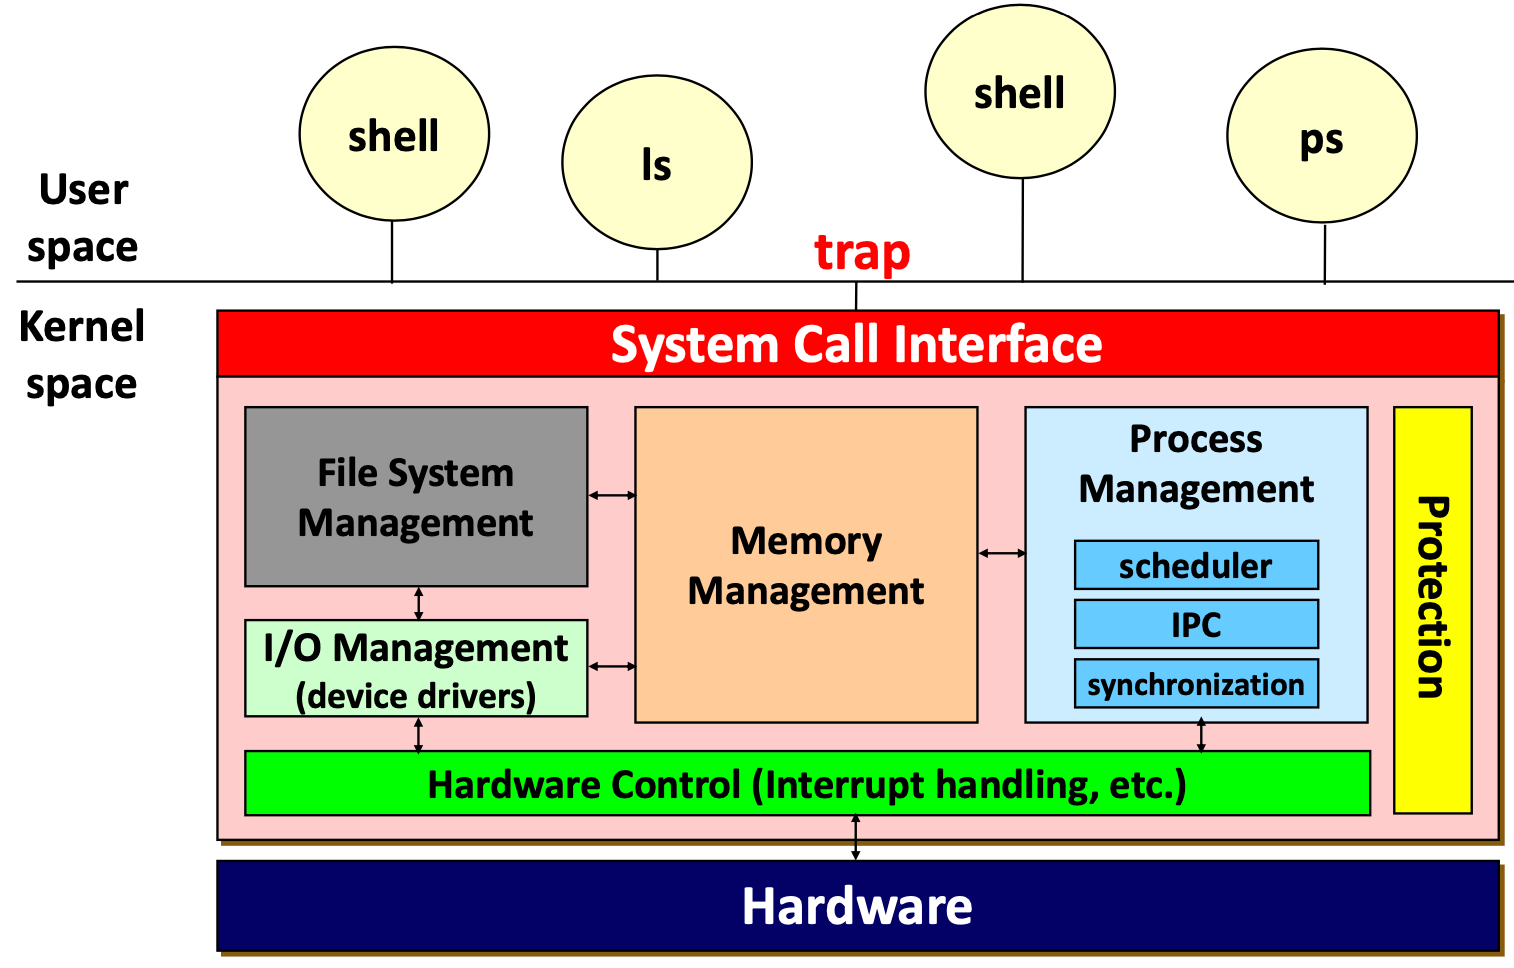 shell
ls
shell
ps
User
space
trap
Kernel
space
System Call Interface
File System
Management
Memory
Management
Process
Management
scheduler
IPC
synchronization
Protection
I/O Management
(device drivers)
Hardware Control (Interrupt handling, etc.)
Hardware